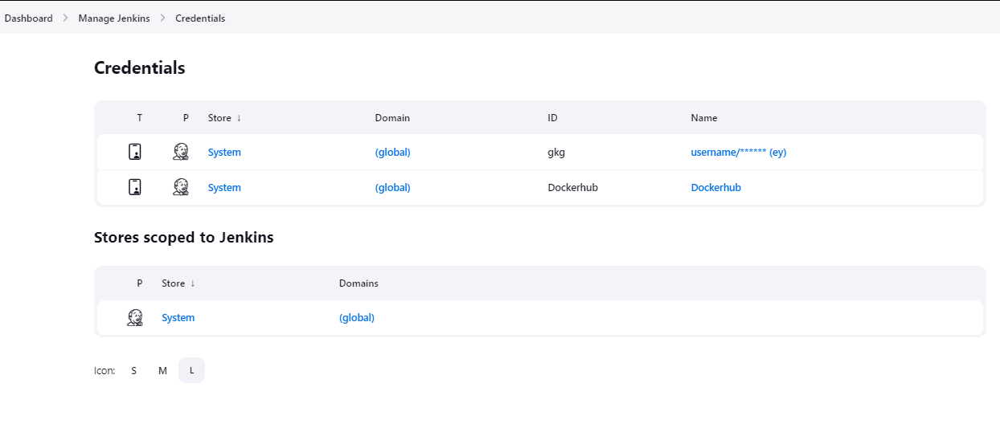 Dashboard > Manage Jenkins > Credentials
Credentials
T P Store ↓ Domain ID Name
System (global) gkg username/****** (ey)
System (global) Dockerhub Dockerhub
Stores scoped to Jenkins
P Store ↓ Domains
System (global)
Icon: S M L